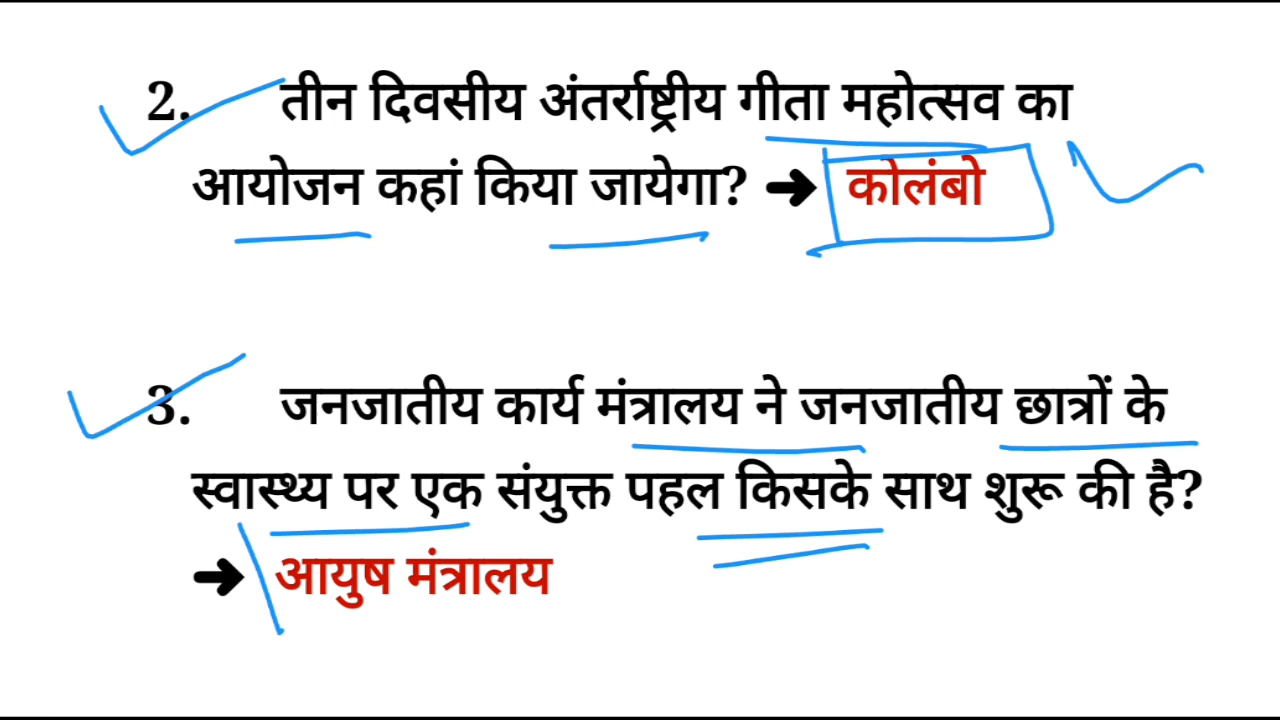 2. तीन दिवसीय अंतर्राष्ट्रीय गीता महोत्सव का
आयोजन कहां किया जायेगा? ➜ कोलंबो
3. जनजातीय कार्य मंत्रालय ने जनजातीय छात्रों के
स्वास्थ्य पर एक संयुक्त पहल किसके साथ शुरू की है?
➜ आयुष मंत्रालय